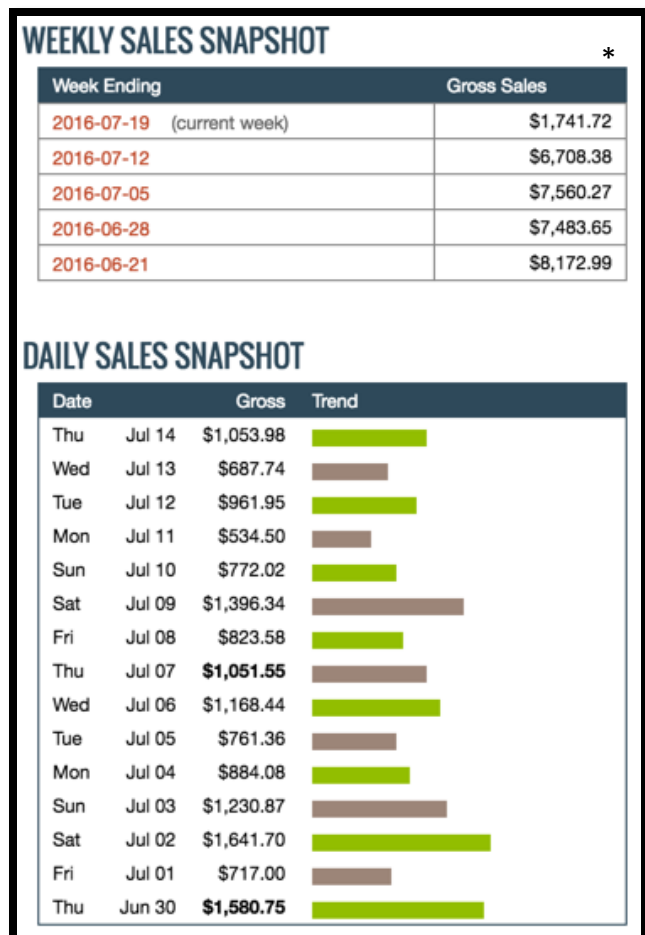 WEEKLY SALES SNAPSHOT
*
Week Ending Gross Sales
2016-07-19 (current week) $1,741.72
2016-07-12 $6,708.38
2016-07-05 $7,560.27
2016-06-28 $7,483.65
2016-06-21 $8,172.99
DAILY SALES SNAPSHOT
Date Gross Trend
Thu Jul 14 $1,053.98
Wed Jul 13 $687.74
Tue Jul 12 $961.95
Mon Jul 11 $534.50
Sun Jul 10 $772.02
Sat Jul 09 $1,396.34
Fri Jul 08 $823.58
Thu Jul 07 $1,051.55
Wed Jul 06 $1,168.44
Tue Jul 05 $761.36
Mon Jul 04 $884.08
Sun Jul 03 $1,230.87
Sat Jul 02 $1,641.70
Fri Jul 01 $717.00
Thu Jun 30 $1,580.75